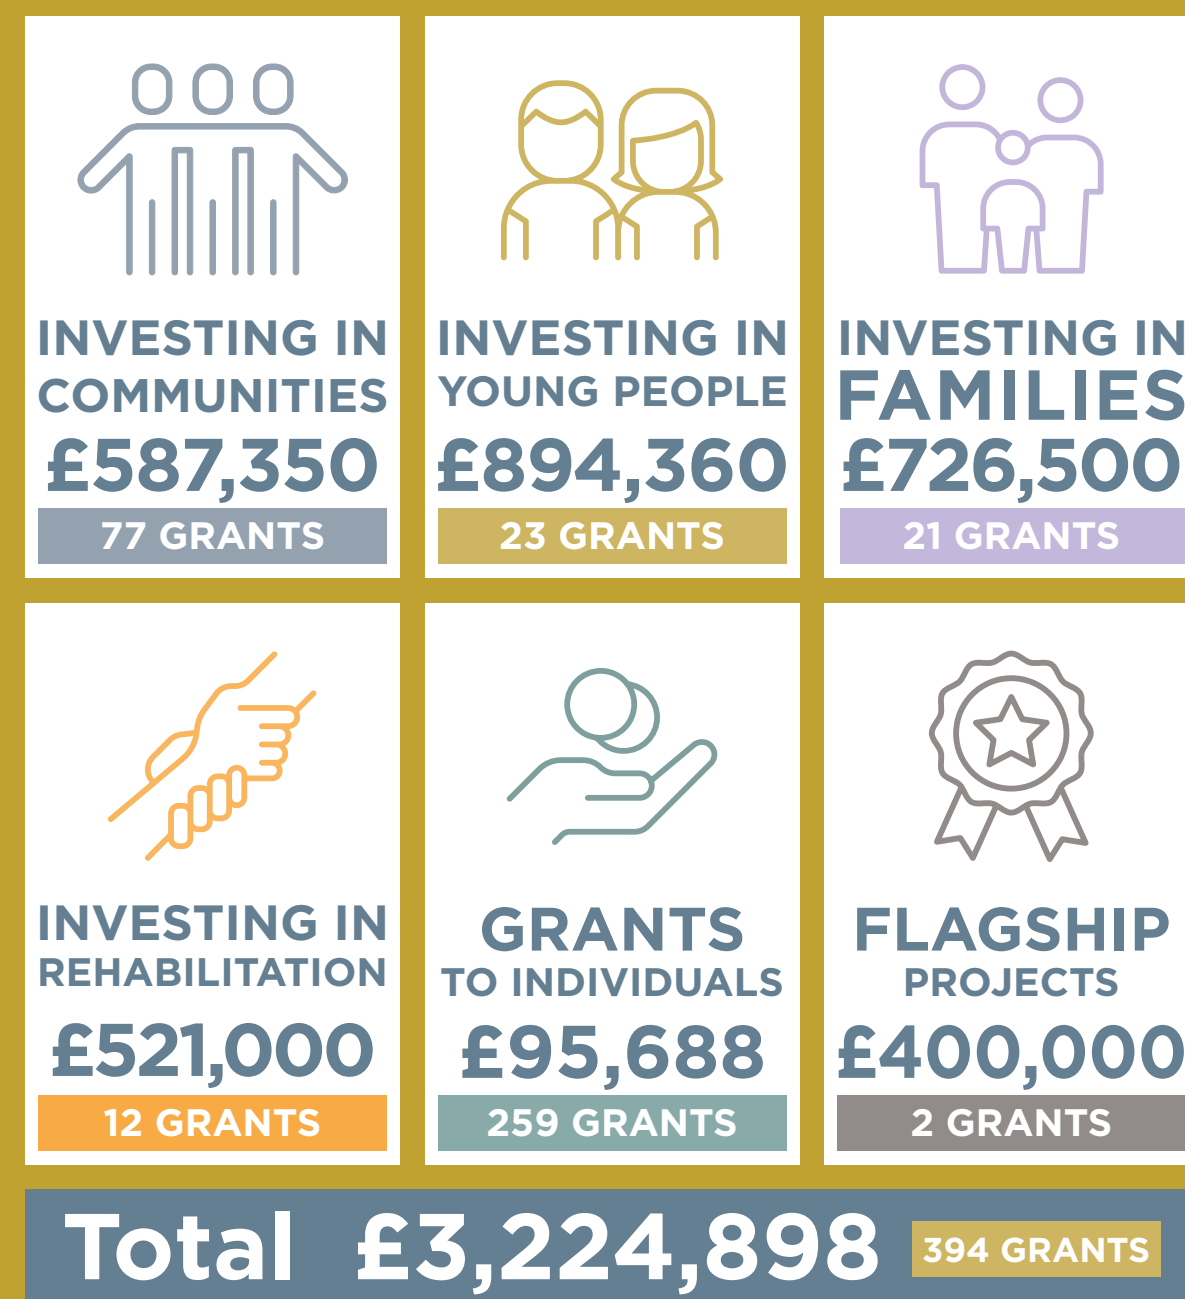 INVESTING IN
COMMUNITIES
£587,350
77 GRANTS
INVESTING IN
YOUNG PEOPLE
£894,360
23 GRANTS
INVESTING IN
FAMILIES
£726,500
21 GRANTS
INVESTING IN
REHABILITATION
£521,000
12 GRANTS
GRANTS
TO INDIVIDUALS
£95,688
259 GRANTS
FLAGSHIP
PROJECTS
£400,000
2 GRANTS
Total £3,224,898 394 GRANTS